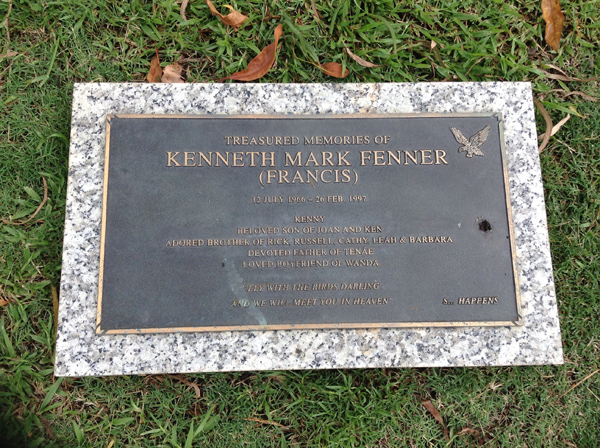 TREASURED MEMORIES OF
KENNETH MARK FENNER
(FRANCIS)
12 JULY 1966 - 26 FEB. 1997
KENNY
BELOVED SON OF JOAN AND KEN
ADORED BROTHER OF RICK, RUSSELL, CATHY, LEAH & BARBARA
DEVOTED FATHER OF TENAE
LOVED BOYFRIEND OF WANDA
"FLY WITH THE BIRDS DARLING
AND WE WILL MEET YOU IN HEAVEN"
S... HAPPENS